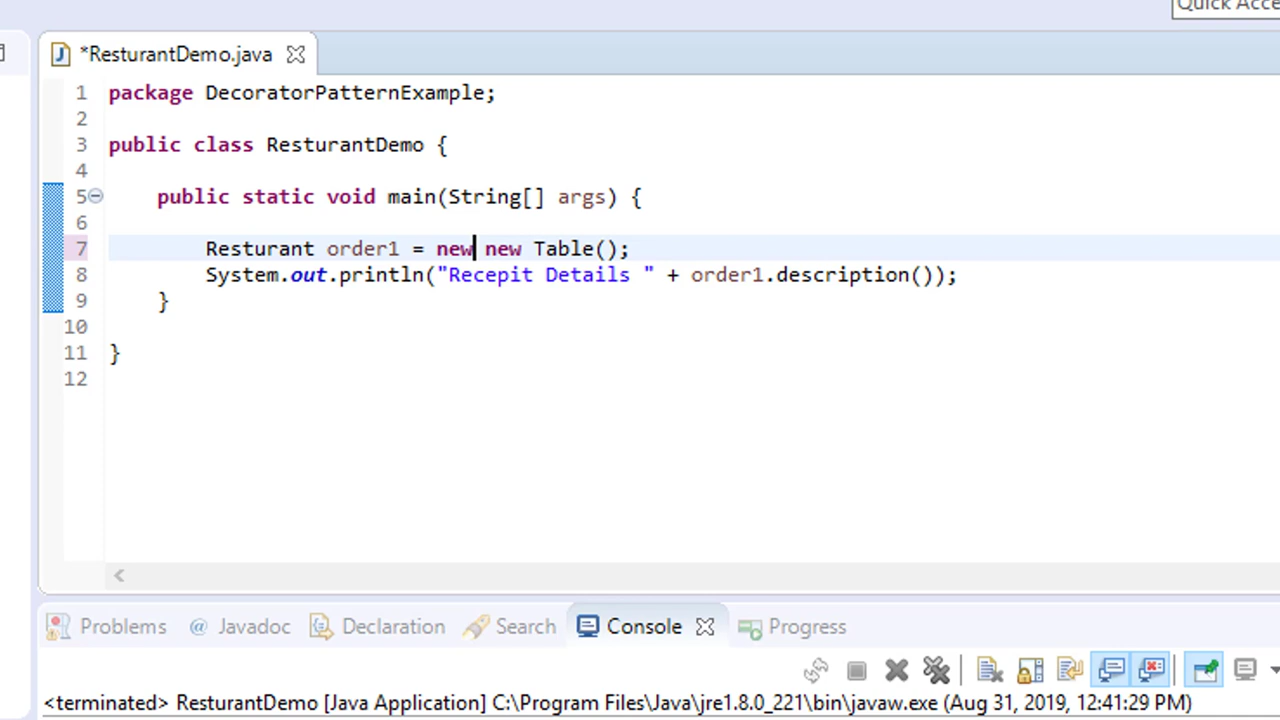 Quick Acce
*ResturantDemo.java
1 package DecoratorPatternExample;
2
3 public class ResturantDemo {
4
5 public static void main(String[] args) {
6
7 Resturant order1 = new new Table();
8 System.out.println("Recepit Details " + order1.description());
9 }
10
11 }
12
Problems @ Javadoc Declaration Search Console Progress
<terminated> ResturantDemo [Java Application] C:\Program Files\Java\jre1.8.0_221\bin\javaw.exe (Aug 31, 2019, 12:41:29 PM)